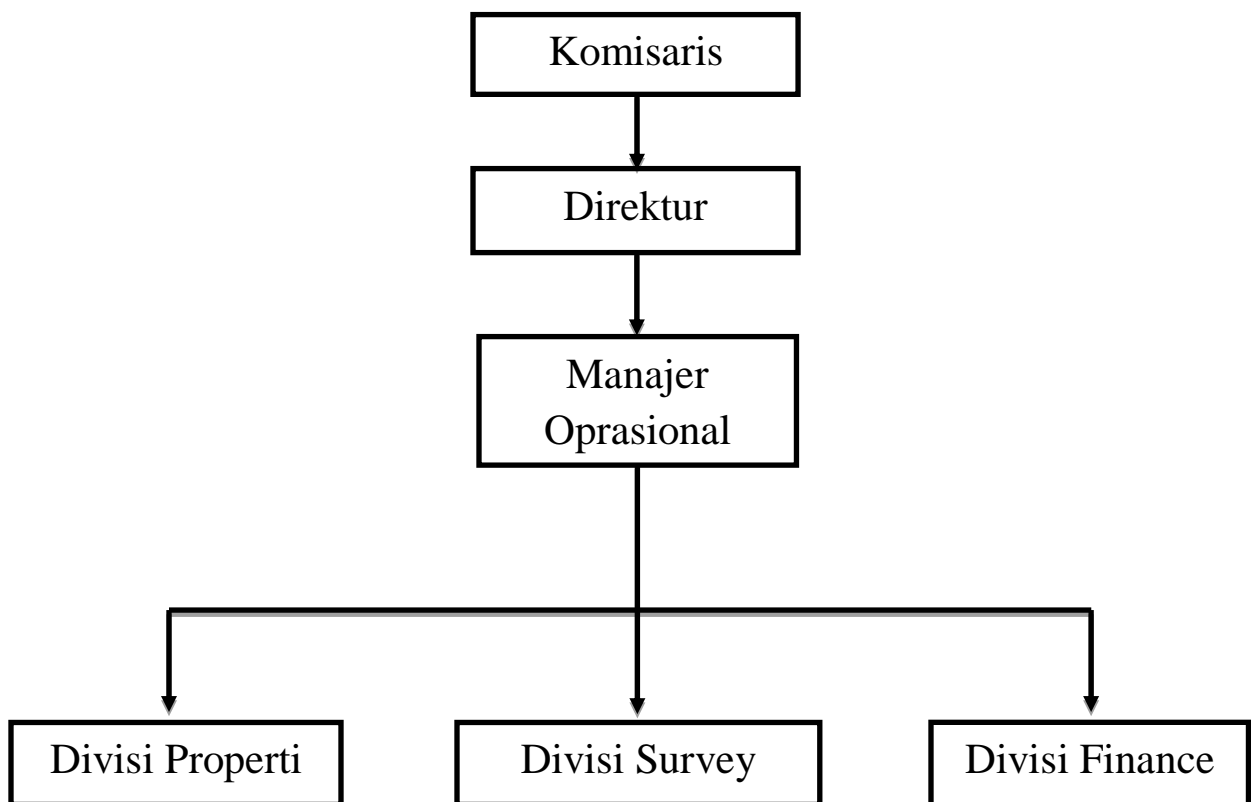 Komisaris
Direktur
Manajer
Oprasional
Divisi Properti
Divisi Survey
Divisi Finance